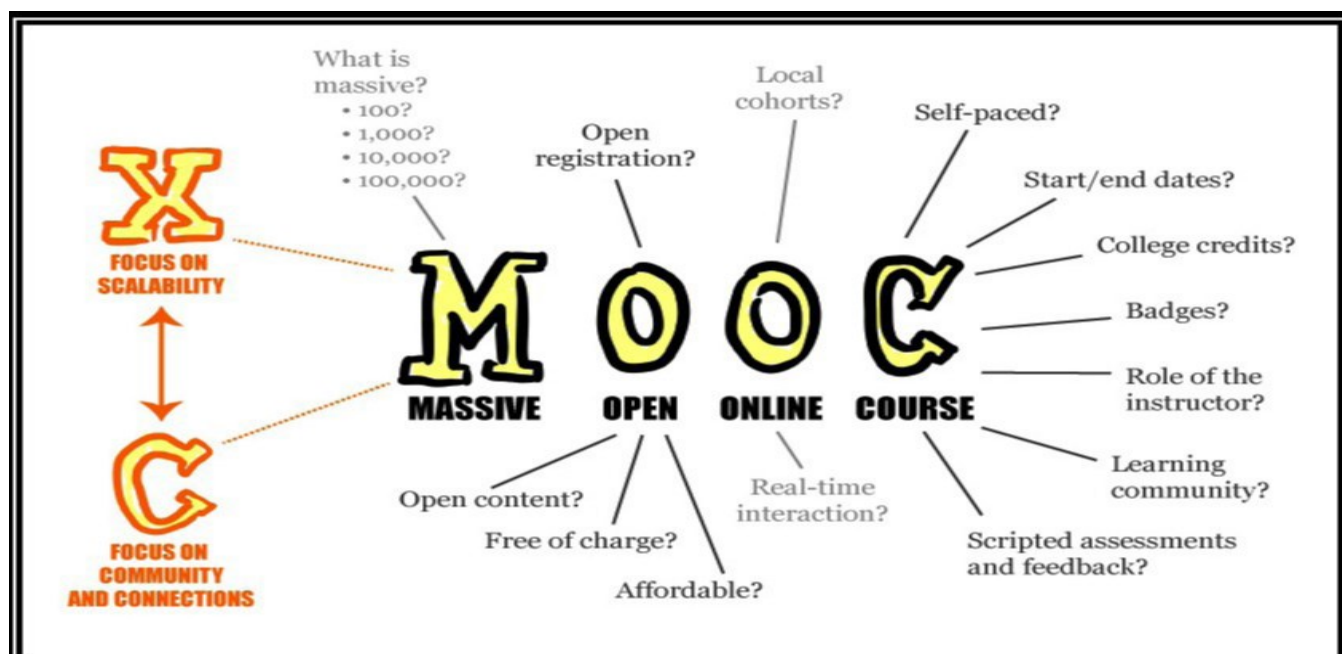 What is
massive?
• 100?
• 1,000?
• 10,000?
• 100,000?
Open
registration?
Local
cohorts?
Self-paced?
Start/end dates?
College credits?
Badges?
Role of the
instructor?
Learning
community?
Scripted assessments
and feedback?
X
FOCUS ON
SCALABILITY
C
FOCUS ON
COMMUNITY
AND CONNECTIONS
MOOC
MASSIVE OPEN ONLINE COURSE
Open content?
Free of charge?
Affordable?
Real-time
interaction?